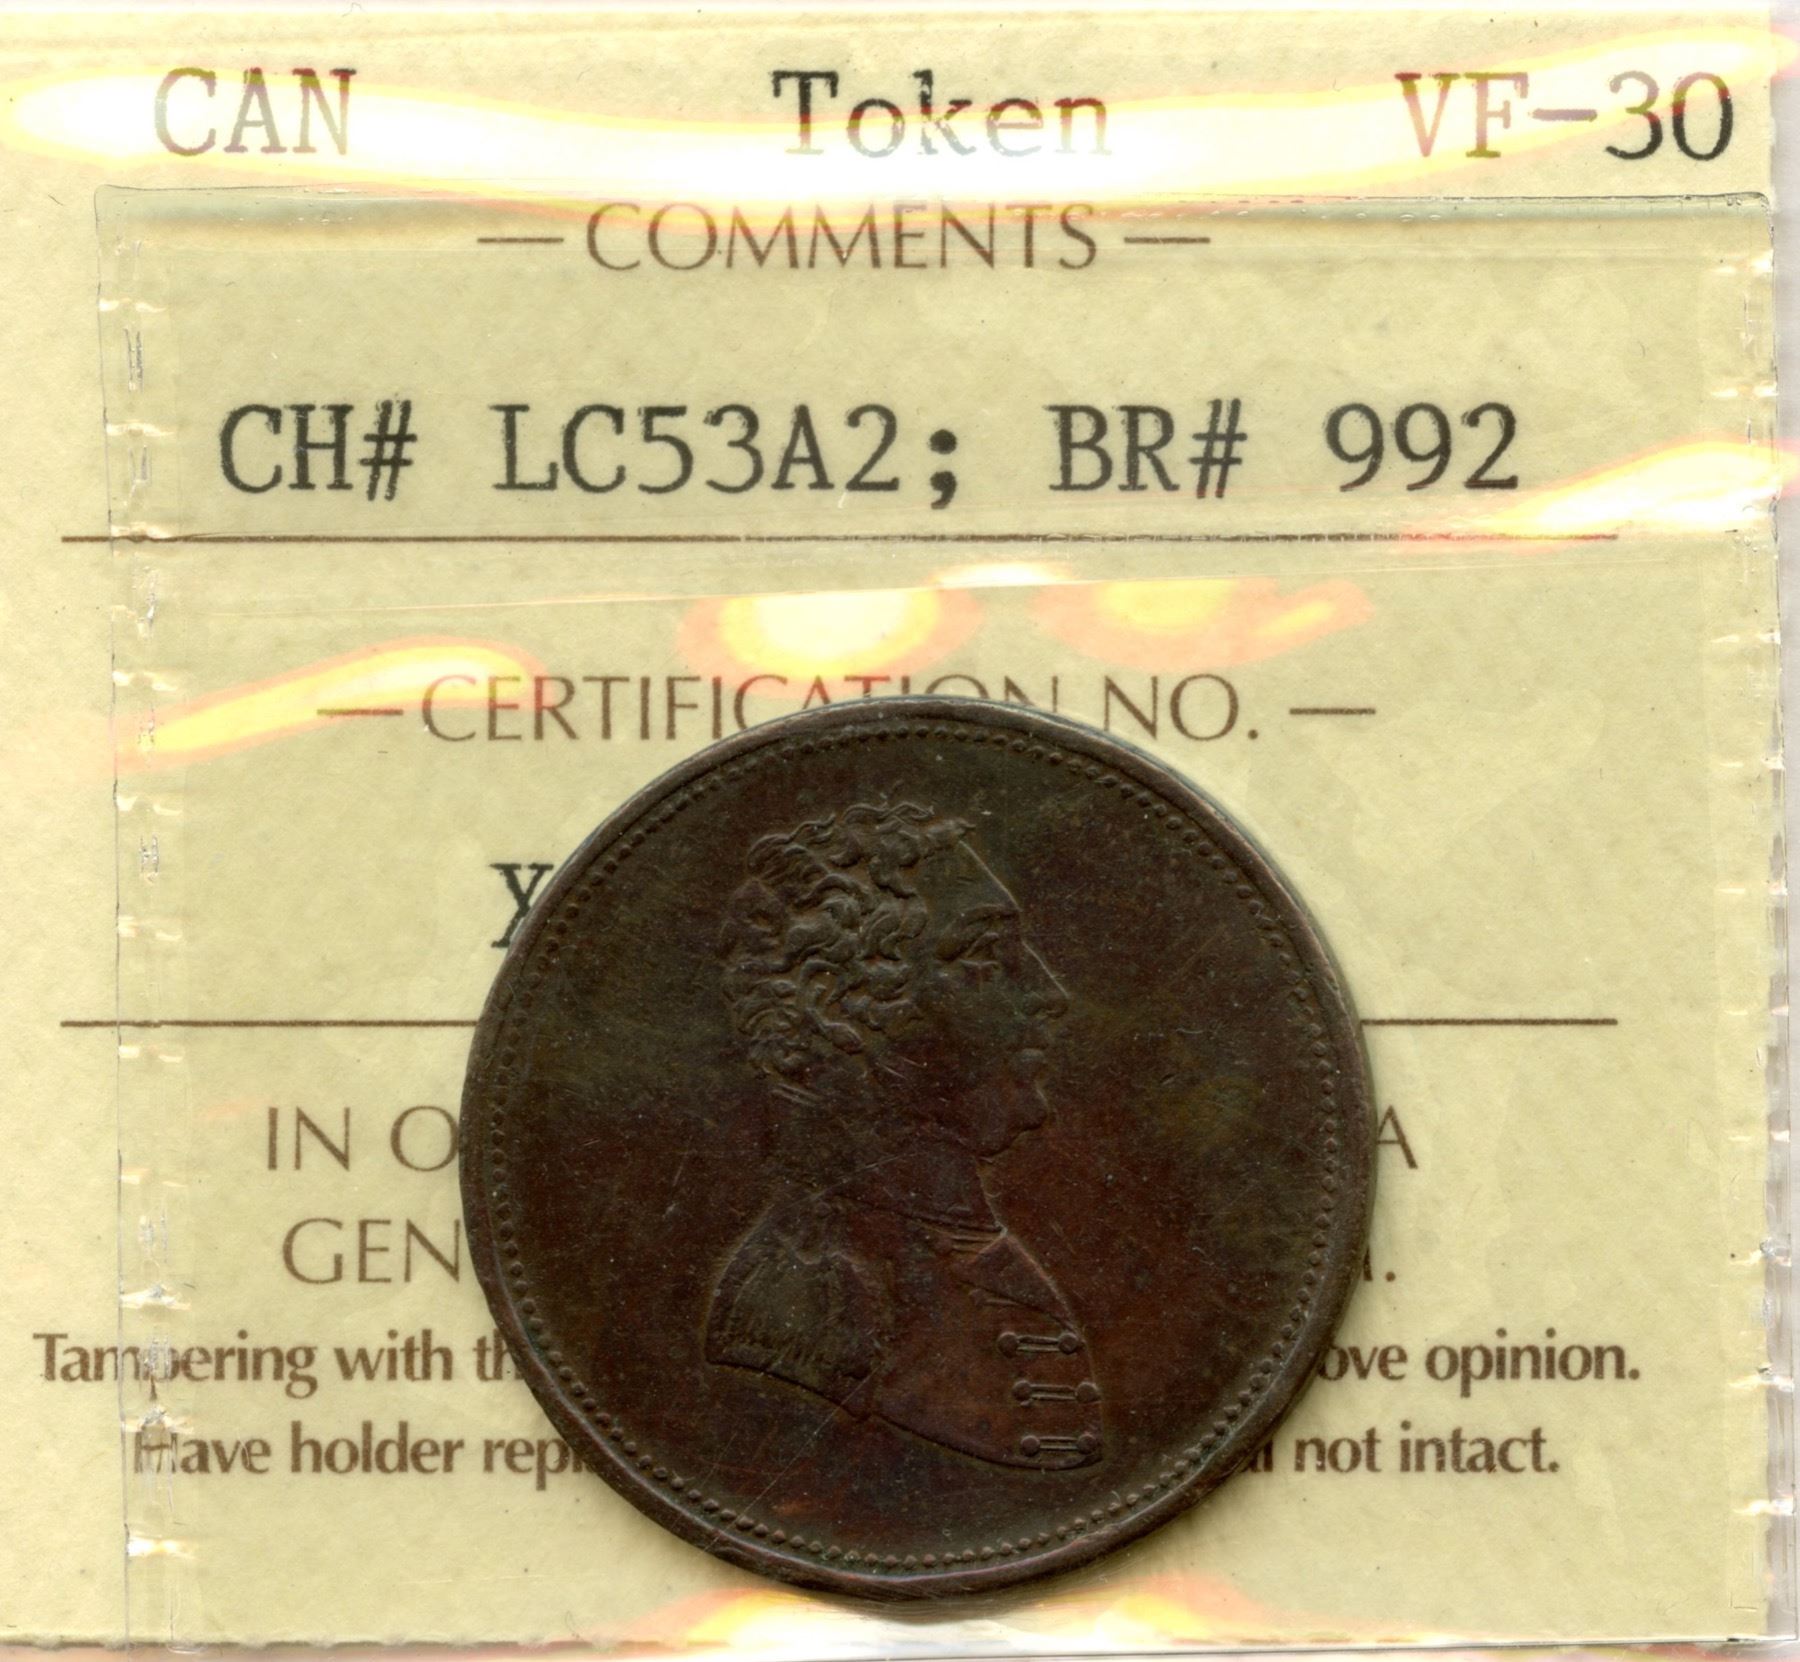 CAN Token VF-30
— COMMENTS —
CH# LC53A2; BR# 992
— CERTIFICATION NO. —
X
IN O A
GEN .
Tampering with th ove opinion.
Have holder repl not intact.